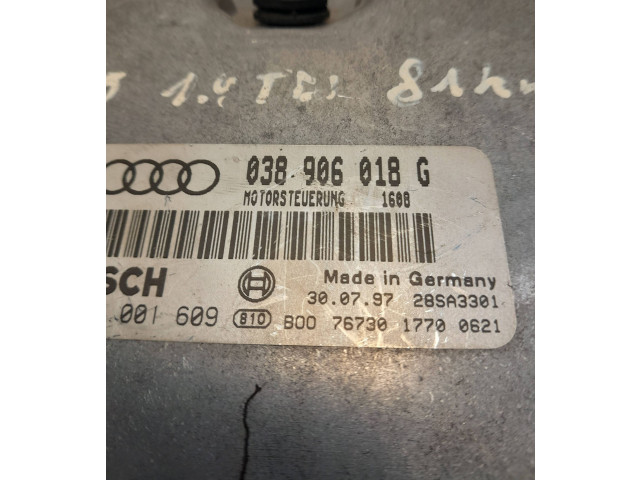 1.9 TDI 81kw
038 906 018 G
MOTORSTEUERUNG 1608
SCH
Made in Germany
30.07.97 28SA3301
001 609 810 B00 76730 1770 0621